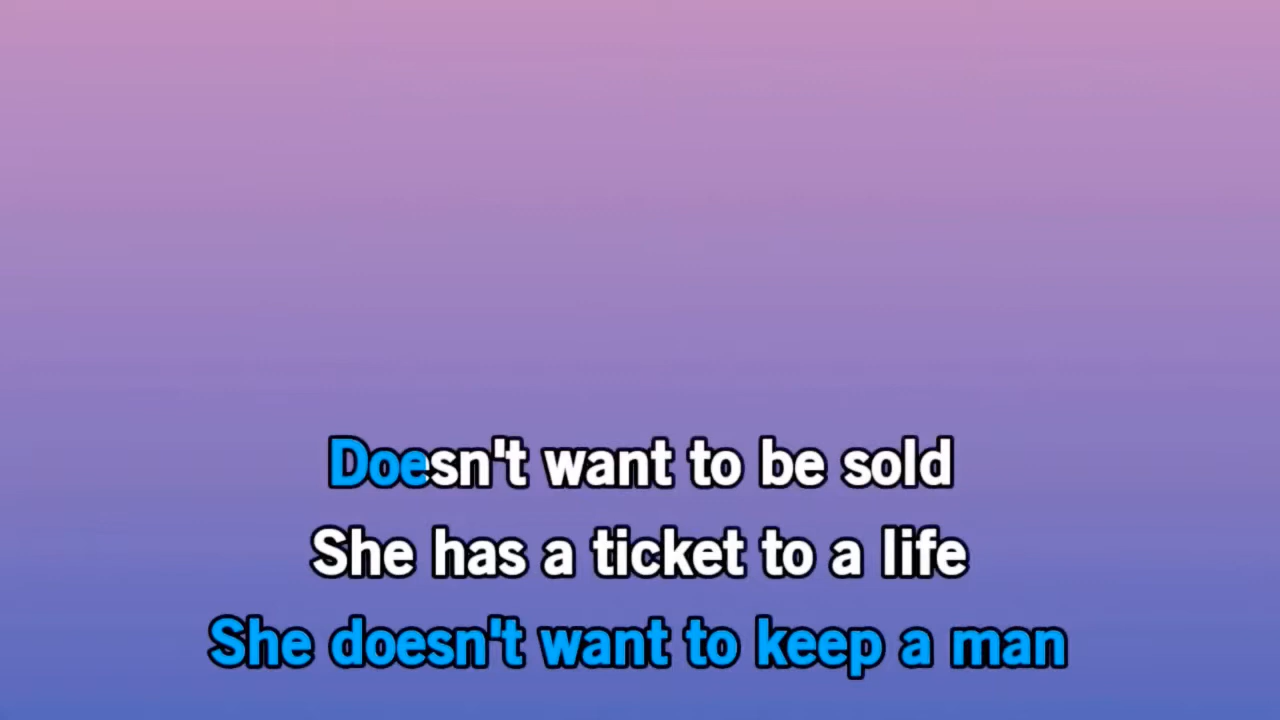 Doesn't want to be sold
She has a ticket to a life
She doesn't want to keep a man